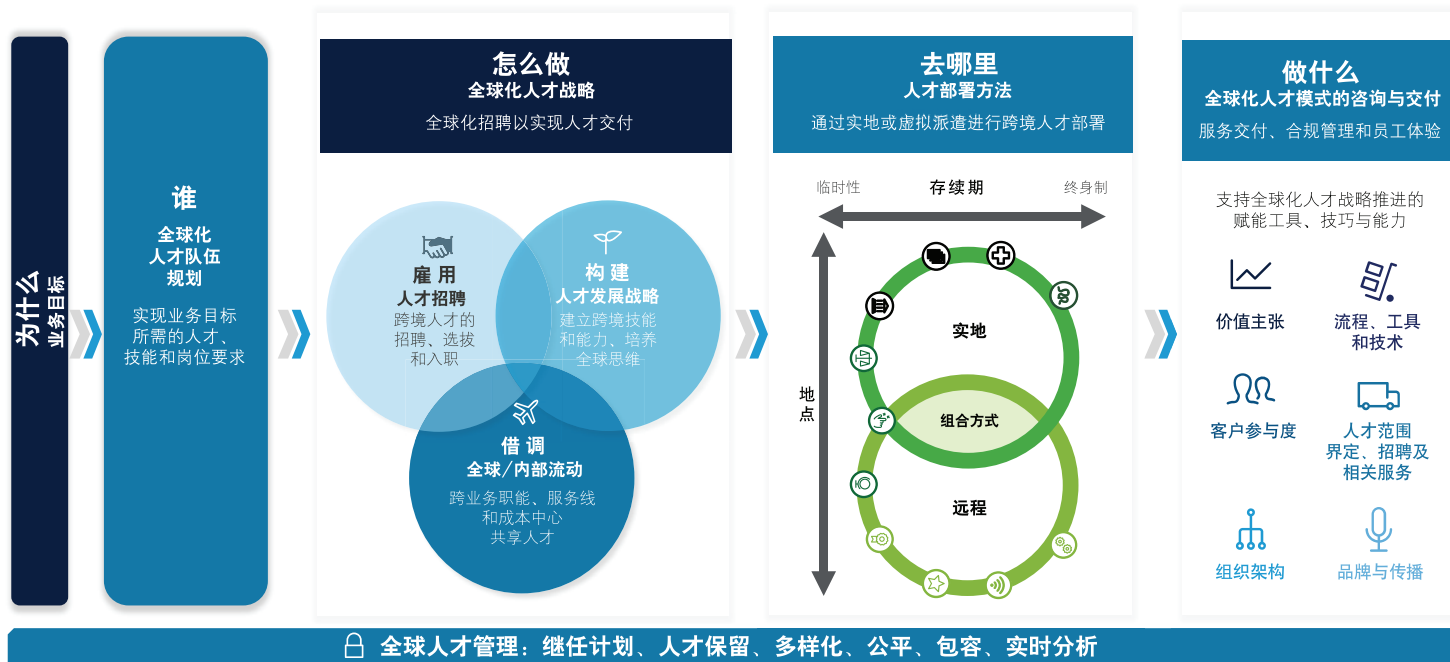 为什么
业务目标
谁
全球化
人才队伍
规划
实现业务目标
所需的人才、
技能和岗位要求
怎么做
全球化人才战略
全球化招聘以实现人才交付
雇用
人才招聘
跨境人才的
招聘、选拔
和入职
构建
人才发展战略
建立跨境技能
和能力、培养
全球思维
借调
全球/内部流动
跨业务职能、服务线
和成本中心
共享人才
去哪里
人才部署方法
通过实地或虚拟派遣进行跨境人才部署
临时性 存续期 终身制
地点
实地
组合方式
远程
做什么
全球化人才模式的咨询与交付
服务交付、合规管理和员工体验
支持全球化人才战略推进的
赋能工具、技巧与能力
价值主张
流程、工具
和技术
客户参与度
人才范围
界定、招聘及
相关服务
组织架构
品牌与传播
全球人才管理：继任计划、人才保留、多样化、公平、包容、实时分析